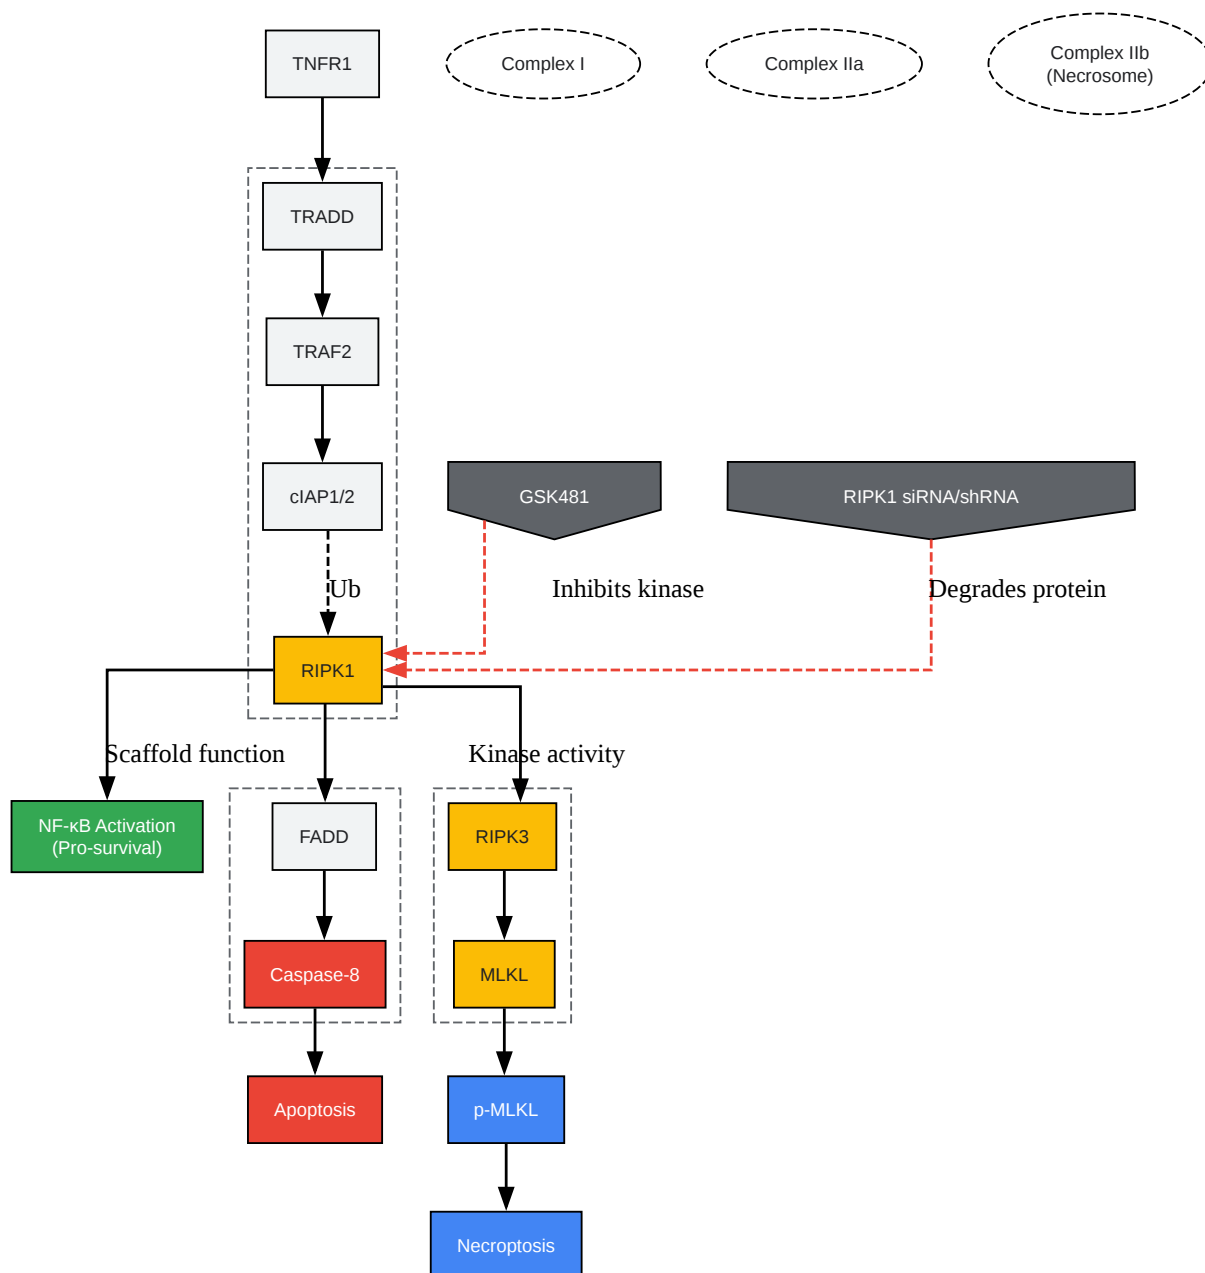 TNFR1
Complex I
Complex IIa
Complex IIb
(Necrosome)
TRADD
TRAF2
cIAP1/2
GSK481
RIPK1 siRNA/shRNA
Ub
Inhibits kinase
Degrades protein
RIPK1
Scaffold function
Kinase activity
NF-κB Activation
(Pro-survival)
FADD
RIPK3
Caspase-8
MLKL
Apoptosis
p-MLKL
Necroptosis